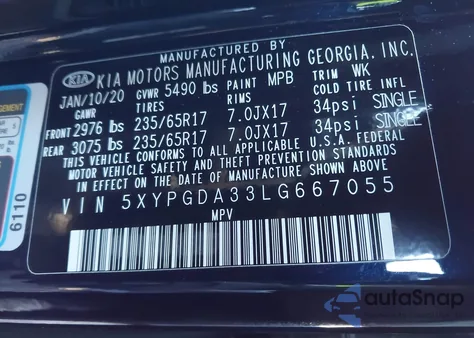 MANUFACTURED BY
KIA KIA MOTORS MANUFACTURING GEORGIA, INC.
JAN/10/20 GVWR 5490 lbs PAINT MPB TRIM WK
GAWR TIRES RIMS COLD TIRE INFL
FRONT 2976 lbs 235/65R17 7.0JX17 34psi SINGLE
REAR 3075 lbs 235/65R17 7.0JX17 34psi SINGLE
THIS VEHICLE CONFORMS TO ALL APPLICABLE U.S.A. FEDERAL
MOTOR VEHICLE SAFETY AND THEFT PREVENTION STANDARDS
IN EFFECT ON THE DATE OF MANUFACTURE SHOWN ABOVE.
VIN 5XYPGDA33LG667055
MPV
6110
autoSnap